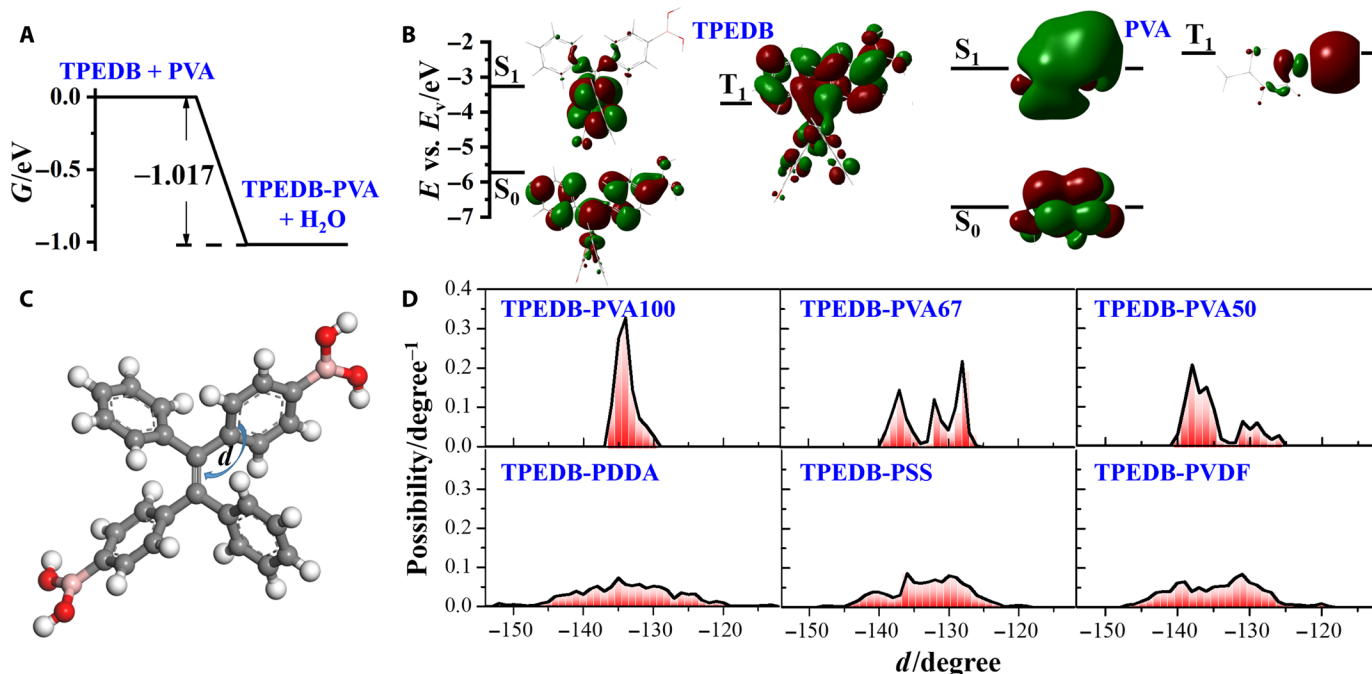 A
TPEDB + PVA
0.0
−0.5
−1.0
G/eV
−1.017
TPEDB-PVA
+ H₂O
B
E vs. Eᵥ/eV
−2
−3
−4
−5
−6
−7
S₁
S₀
TPEDB
T₁
S₁
S₀
PVA
T₁
C
d
D
Possibility/degree⁻¹
0.4
0.3
0.2
0.1
0.0
TPEDB-PVA100
TPEDB-PVA67
TPEDB-PVA50
0.3
0.2
0.1
0.0
TPEDB-PDDA
TPEDB-PSS
TPEDB-PVDF
−150 −140 −130 −120
−150 −140 −130 −120
−150 −140 −130 −120
d/degree